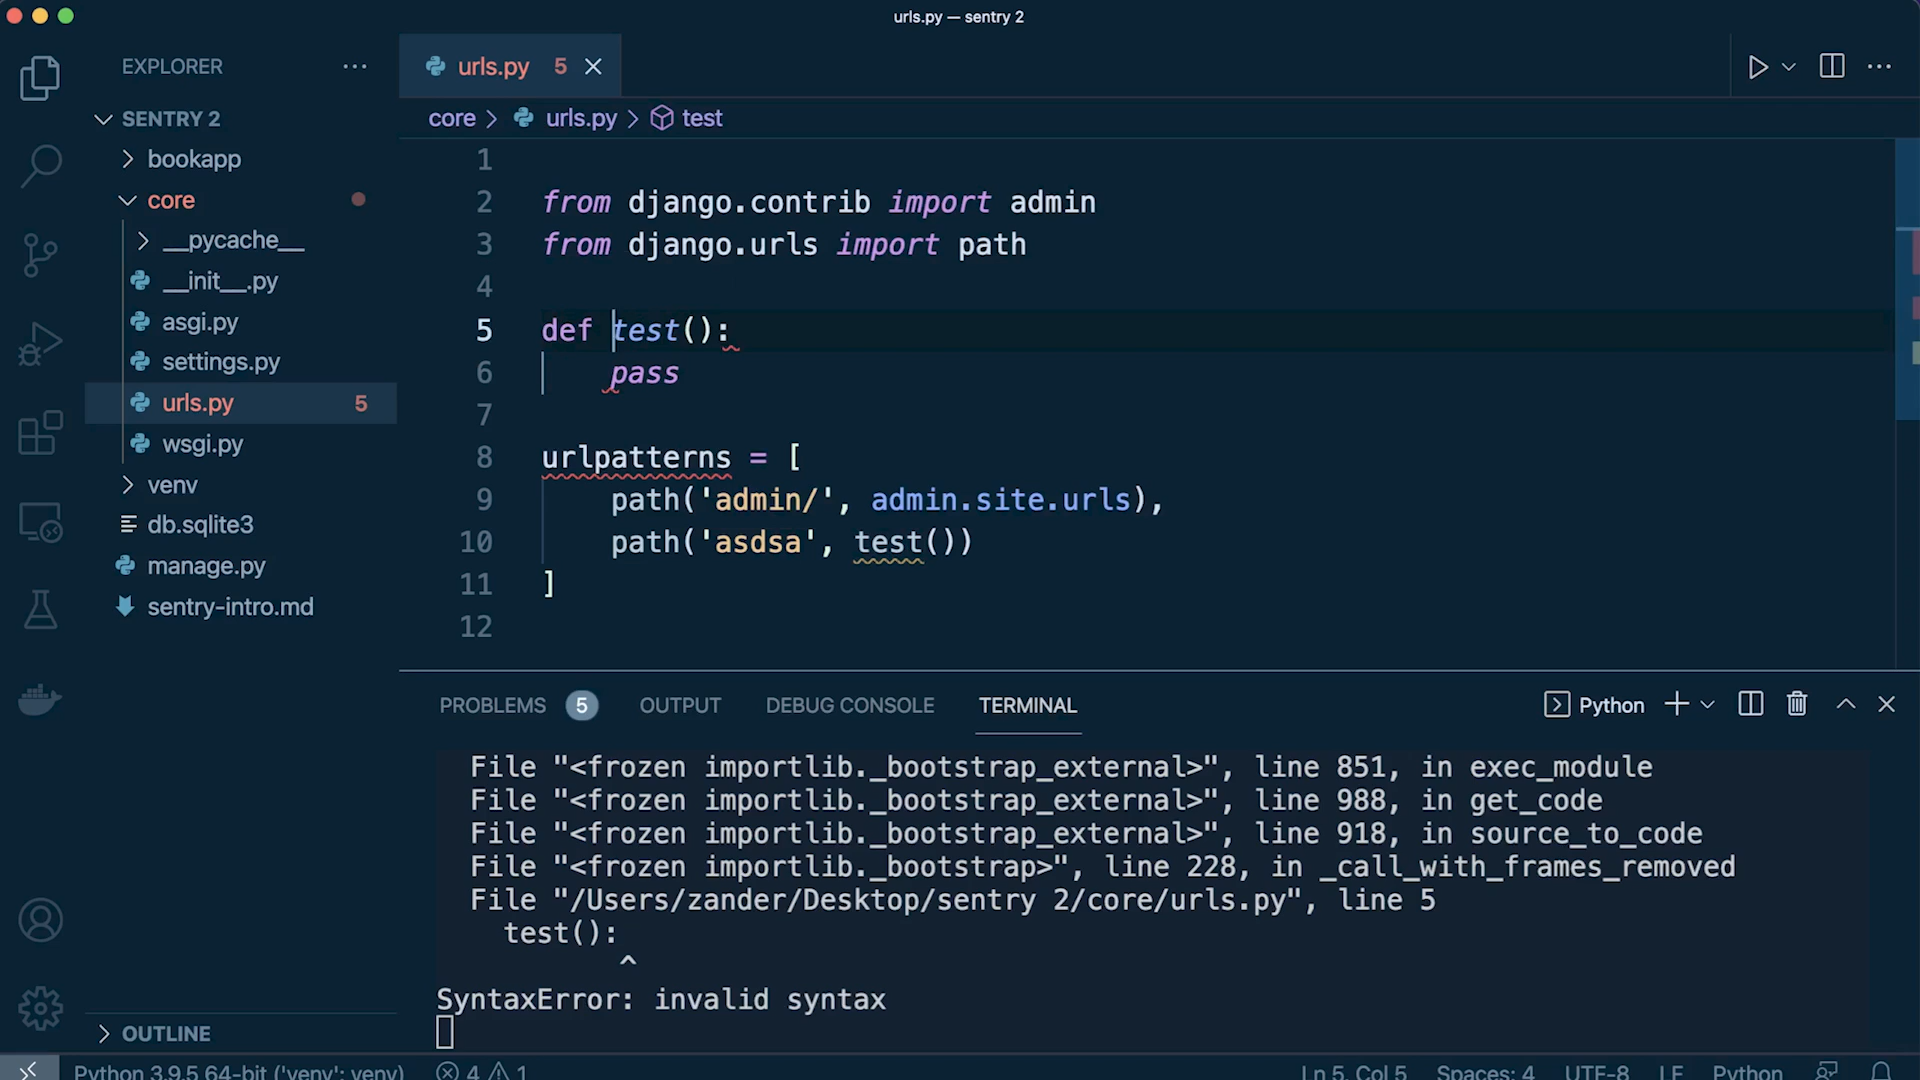 urls.py — sentry 2
EXPLORER
urls.py 5
SENTRY 2
core > urls.py > test
bookapp
core
__pycache__
__init__.py
asgi.py
settings.py
urls.py 5
wsgi.py
venv
db.sqlite3
manage.py
sentry-intro.md
OUTLINE
1
2 from django.contrib import admin
3 from django.urls import path
4
5 def test():
6 pass
7
8 urlpatterns = [
9 path('admin/', admin.site.urls),
10 path('asdsa', test())
11 ]
12
PROBLEMS 5 OUTPUT DEBUG CONSOLE TERMINAL Python
File "<frozen importlib._bootstrap_external>", line 851, in exec_module
File "<frozen importlib._bootstrap_external>", line 988, in get_code
File "<frozen importlib._bootstrap_external>", line 918, in source_to_code
File "<frozen importlib._bootstrap>", line 228, in _call_with_frames_removed
File "/Users/zander/Desktop/sentry 2/core/urls.py", line 5
test():
^
SyntaxError: invalid syntax
Python 3.9.5 64-bit ('venv': venv) 4 1 Ln 5, Col 5 Spaces: 4 UTF-8 LF Python